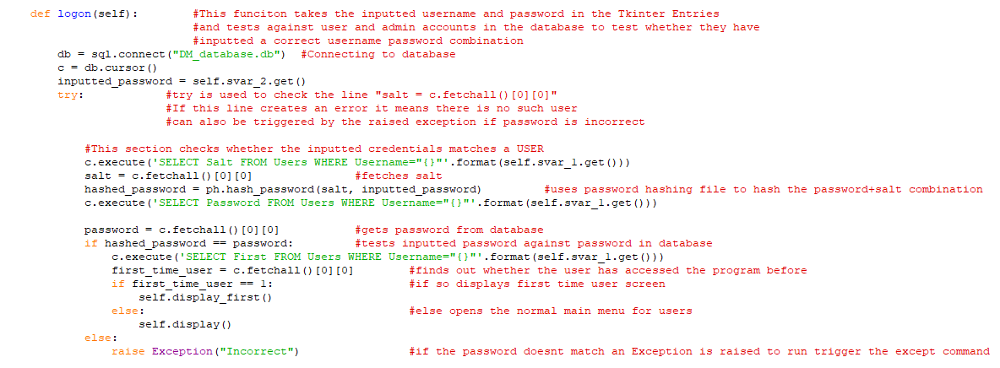 def logon(self):        #This funciton takes the inputted username and password in the Tkinter Entries
                        #and tests against user and admin accounts in the database to test whether they have
                        #inputted a correct username password combination
    db = sql.connect("DM_database.db")  #Connecting to database
    c = db.cursor()
    inputted_password = self.svar_2.get()
    try:            #try is used to check the line "salt = c.fetchall()[0][0]"
                    #If this line creates an error it means there is no such user
                    #can also be triggered by the raised exception if password is incorrect
        #This section checks whether the inputted credentials matches a USER
        c.execute('SELECT Salt FROM Users WHERE Username="{}"'.format(self.svar_1.get()))
        salt = c.fetchall()[0][0]               #fetches salt
        hashed_password = ph.hash_password(salt, inputted_password)         #uses password hashing file to hash the password+salt combination
        c.execute('SELECT Password FROM Users WHERE Username="{}"'.format(self.svar_1.get()))
        password = c.fetchall()[0][0]           #gets password from database
        if hashed_password == password:         #tests inputted password against password in database
            c.execute('SELECT First FROM Users WHERE Username="{}"'.format(self.svar_1.get()))
            first_time_user = c.fetchall()[0][0]        #finds out whether the user has accessed the program before
            if first_time_user == 1:                    #if so displays first time user screen
                self.display_first()
            else:                                       #else opens the normal main menu for users
                self.display()
        else:
            raise Exception("Incorrect")                #if the password doesnt match an Exception is raised to run trigger the except command